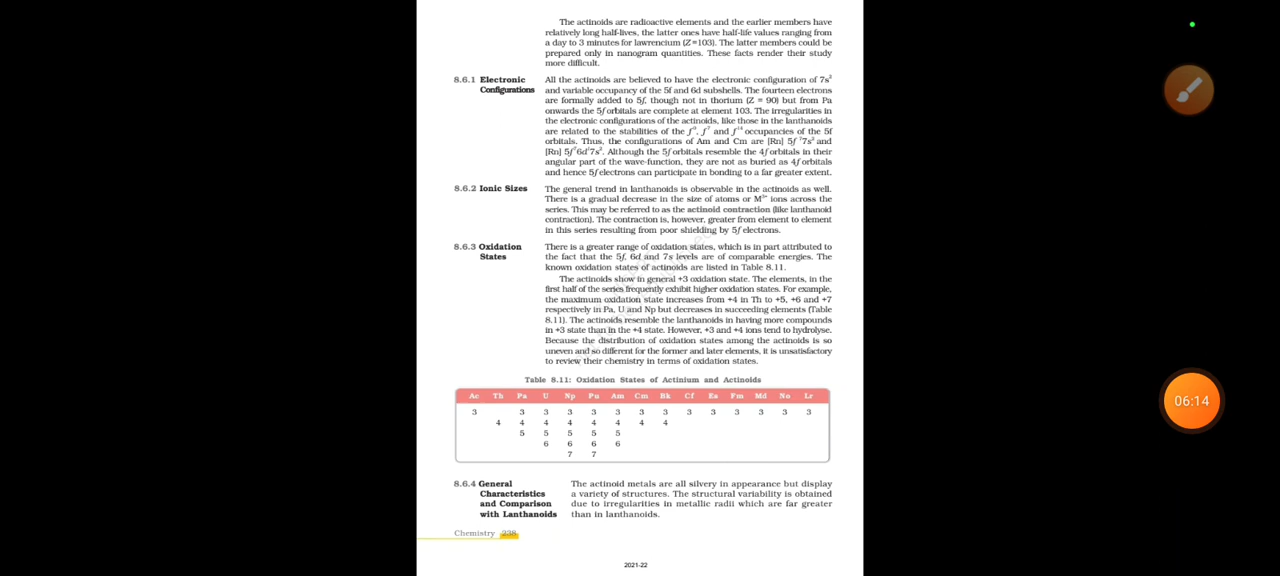 The actinoids are radioactive elements and the earlier members have
relatively long half-lives, the latter ones have half-life values ranging from
a day to 3 minutes for lawrencium (Z=103). The latter members could be
prepared only in nanogram quantities. These facts render their study
more difficult.
8.6.1 Electronic Configurations
All the actinoids are believed to have the electronic configuration of 7s²
and variable occupancy of the 5f and 6d subshells. The fourteen electrons
are formally added to 5f, though not in thorium (Z = 90) but from Pa
onwards the 5f orbitals are complete at element 103. The irregularities in
the electronic configurations of the actinoids, like those in the lanthanoids
are related to the stabilities of the f⁰, f⁷ and f¹⁴ occupancies of the 5f
orbitals. Thus, the configurations of Am and Cm are [Rn] 5f⁷7s² and
[Rn] 5f⁷6d¹7s². Although the 5f orbitals resemble the 4f orbitals in their
angular part of the wave-function, they are not as buried as 4f orbitals
and hence 5f electrons can participate in bonding to a far greater extent.
8.6.2 Ionic Sizes
The general trend in lanthanoids is observable in the actinoids as well.
There is a gradual decrease in the size of atoms or M³⁺ ions across the
series. This may be referred to as the actinoid contraction (like lanthanoid
contraction). The contraction is, however, greater from element to element
in this series resulting from poor shielding by 5f electrons.
8.6.3 Oxidation States
There is a greater range of oxidation states, which is in part attributed to
the fact that the 5f, 6d and 7s levels are of comparable energies. The
known oxidation states of actinoids are listed in Table 8.11.
The actinoids show in general +3 oxidation state. The elements, in the
first half of the series frequently exhibit higher oxidation states. For example,
the maximum oxidation state increases from +4 in Th to +5, +6 and +7
respectively in Pa, U and Np but decreases in succeeding elements (Table
8.11). The actinoids resemble the lanthanoids in having more compounds
in +3 state than in the +4 state. However, +3 and +4 ions tend to hydrolyse.
Because the distribution of oxidation states among the actinoids is so
uneven and so different for the former and later elements, it is unsatisfactory
to review their chemistry in terms of oxidation states.
Table 8.11: Oxidation States of Actinium and Actinoids
Ac Th Pa U Np Pu Am Cm Bk Cf Es Fm Md No Lr
3 3 3 3 3 3 3 3 3 3 3 3 3 3
4 4 4 4 4 4 4 4
5 5 5 5 5
6 6 6 6
7 7
8.6.4 General Characteristics and Comparison with Lanthanoids
The actinoid metals are all silvery in appearance but display
a variety of structures. The structural variability is obtained
due to irregularities in metallic radii which are far greater
than in lanthanoids.
Chemistry 238
2021-22
06:14